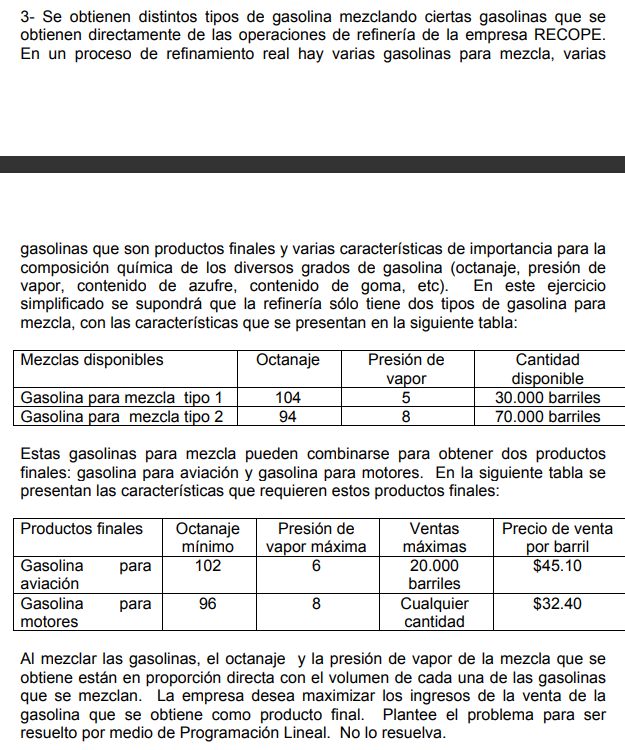 3- Se obtienen distintos tipos de gasolina mezclando ciertas gasolinas que se
obtienen directamente de las operaciones de refinería de la empresa RECOPE.
En un proceso de refinamiento real hay varias gasolinas para mezcla, varias
gasolinas que son productos finales y varias características de importancia para la
composición química de los diversos grados de gasolina (octanaje, presión de
vapor, contenido de azufre, contenido de goma, etc). En este ejercicio
simplificado se supondrá que la refinería sólo tiene dos tipos de gasolina para
mezcla, con las características que se presentan en la siguiente tabla:
Mezclas disponibles Octanaje Presión de vapor Cantidad disponible
Gasolina para mezcla tipo 1 104 5 30.000 barriles
Gasolina para mezcla tipo 2 94 8 70.000 barriles
Estas gasolinas para mezcla pueden combinarse para obtener dos productos
finales: gasolina para aviación y gasolina para motores. En la siguiente tabla se
presentan las características que requieren estos productos finales:
Productos finales Octanaje mínimo Presión de vapor máxima Ventas máximas Precio de venta por barril
Gasolina para aviación 102 6 20.000 barriles $45.10
Gasolina para motores 96 8 Cualquier cantidad $32.40
Al mezclar las gasolinas, el octanaje y la presión de vapor de la mezcla que se
obtiene están en proporción directa con el volumen de cada una de las gasolinas
que se mezclan. La empresa desea maximizar los ingresos de la venta de la
gasolina que se obtiene como producto final. Plantee el problema para ser
resuelto por medio de Programación Lineal. No lo resuelva.